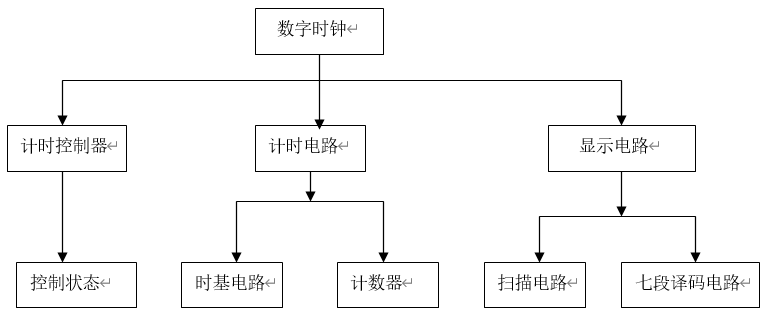 数字时钟
计时控制器
计时电路
显示电路
控制状态
时基电路
计数器
扫描电路
七段译码电路